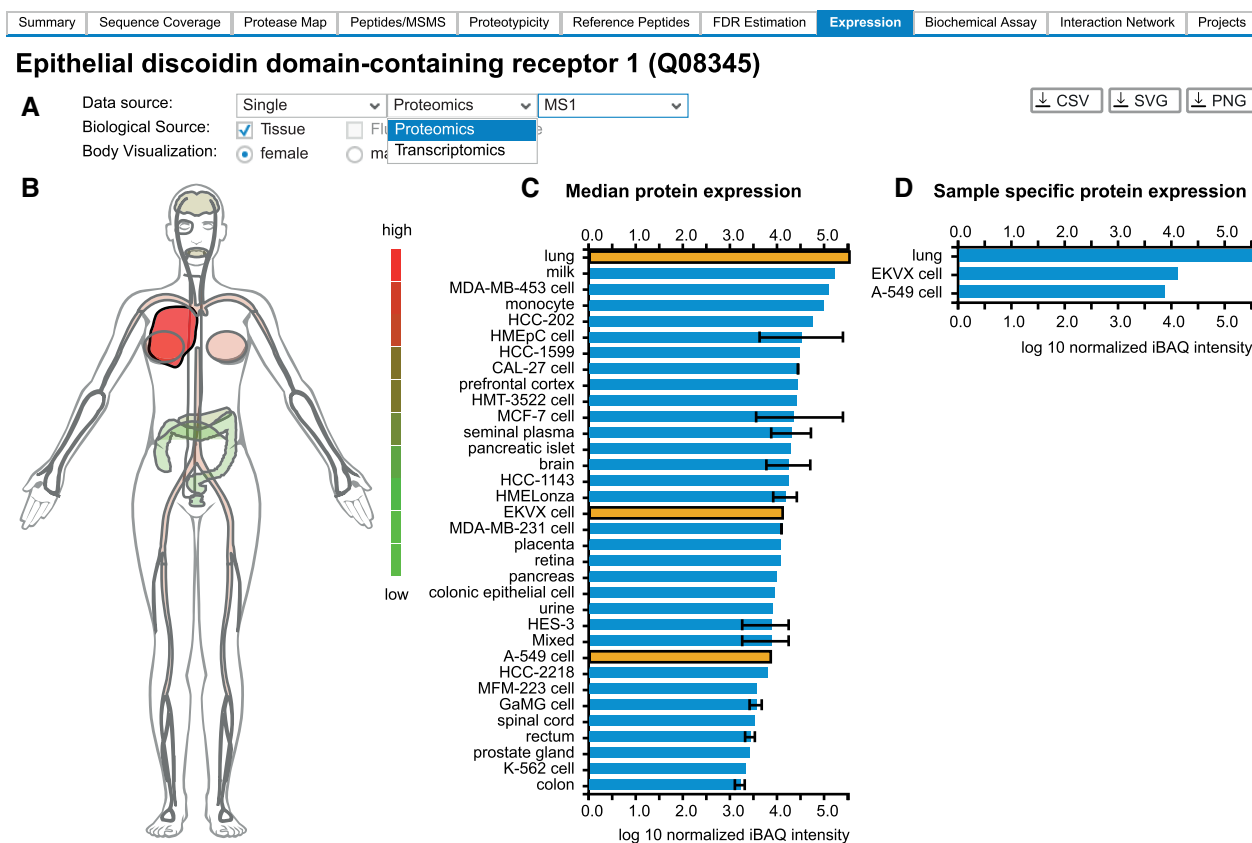 Summary Sequence Coverage Protease Map Peptides/MSMS Proteotypicity Reference Peptides FDR Estimation Expression Biochemical Assay Interaction Network Projects
Epithelial discoidin domain-containing receptor 1 (Q08345)
A
Data source: Single Proteomics MS1
CSV SVG PNG
Biological Source: Tissue
Proteomics
Body Visualization: female
Transcriptomics
B
high
low
C Median protein expression
0.0 1.0 2.0 3.0 4.0 5.0
lung
milk
MDA-MB-453 cell
monocyte
HCC-202
HMEpC cell
HCC-1599
CAL-27 cell
prefrontal cortex
HMT-3522 cell
MCF-7 cell
seminal plasma
pancreatic islet
brain
HCC-1143
HMELonza
EKVX cell
MDA-MB-231 cell
placenta
retina
pancreas
colonic epithelial cell
urine
HES-3
Mixed
A-549 cell
HCC-2218
MFM-223 cell
GaMG cell
spinal cord
rectum
prostate gland
K-562 cell
colon
0.0 1.0 2.0 3.0 4.0 5.0
log 10 normalized iBAQ intensity
D Sample specific protein expression
0.0 1.0 2.0 3.0 4.0 5.0
lung
EKVX cell
A-549 cell
0.0 1.0 2.0 3.0 4.0 5.0
log 10 normalized iBAQ intensity